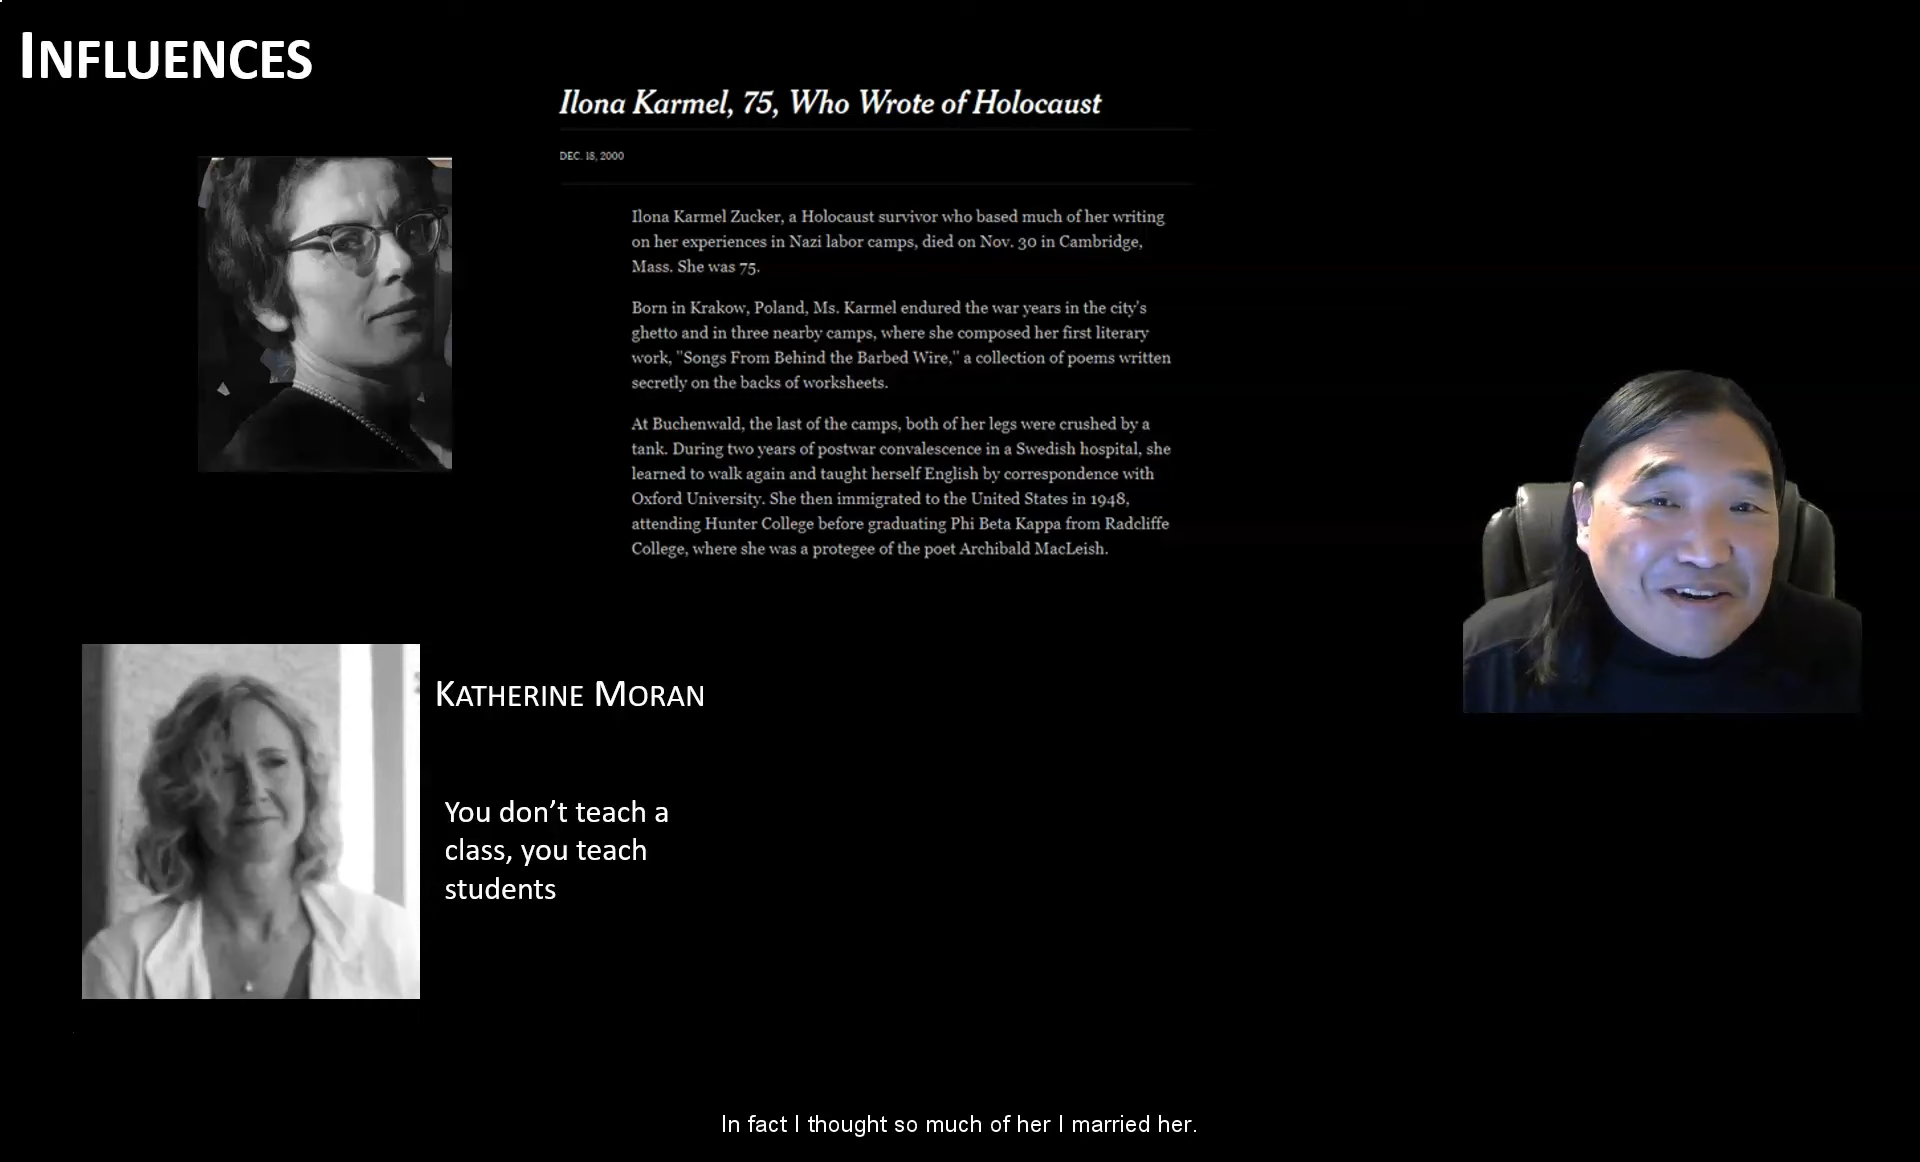 INFLUENCES
Ilona Karmel, 75, Who Wrote of Holocaust
DEC. 18, 2000
Ilona Karmel Zucker, a Holocaust survivor who based much of her writing
on her experiences in Nazi labor camps, died on Nov. 30 in Cambridge,
Mass. She was 75.
Born in Krakow, Poland, Ms. Karmel endured the war years in the city's
ghetto and in three nearby camps, where she composed her first literary
work, "Songs From Behind the Barbed Wire," a collection of poems written
secretly on the backs of worksheets.
At Buchenwald, the last of the camps, both of her legs were crushed by a
tank. During two years of postwar convalescence in a Swedish hospital, she
learned to walk again and taught herself English by correspondence with
Oxford University. She then immigrated to the United States in 1948,
attending Hunter College before graduating Phi Beta Kappa from Radcliffe
College, where she was a protegee of the poet Archibald MacLeish.
KATHERINE MORAN
You don’t teach a
class, you teach
students
In fact I thought so much of her I married her.